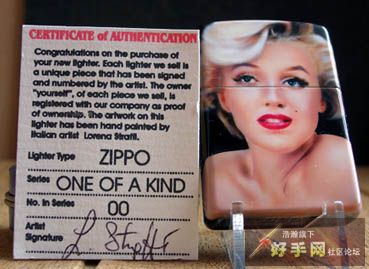 CERTIFICATE of AUTHENTICATION
Congratulations on the purchase of
your new lighter. Each lighter we sell is
a unique piece that has been signed
and numbered by the artist. The owner
"yourself", of each piece we sell, is
registered with our company as proof
of ownership. The artwork on this
lighter has been hand painted by
Italian artist Lorena Straffi.
Lighter Type ZIPPO
Series ONE OF A KIND
No. in Series 00
Artist
Signature
浩瀚旗下
好手网 社区论坛